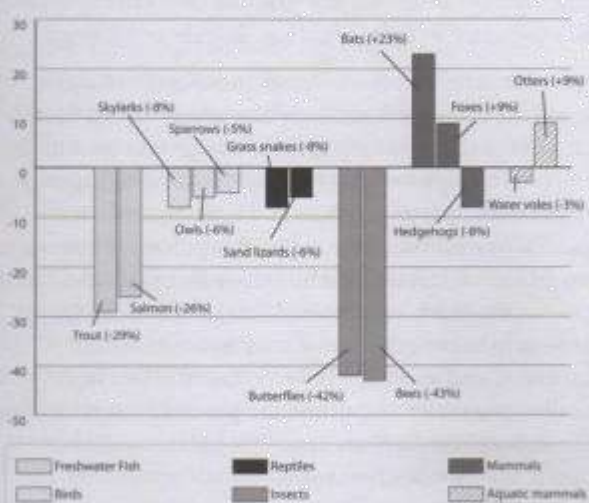 30
20
10
0
-10
-20
-30
-40
-50
Bats (+23%)
Otters (+9%)
Skylarks (-8%)
Foxes (+9%)
Sparrows (-5%)
Grass snakes (-8%)
Owls (-6%)
Sand lizards (-6%)
Hedgehogs (-8%)
Water voles (-3%)
Trout (-29%)
Salmon (-26%)
Butterflies (-42%)
Bees (-43%)
Freshwater Fish
Reptiles
Mammals
Birds
Insects
Aquatic mammals